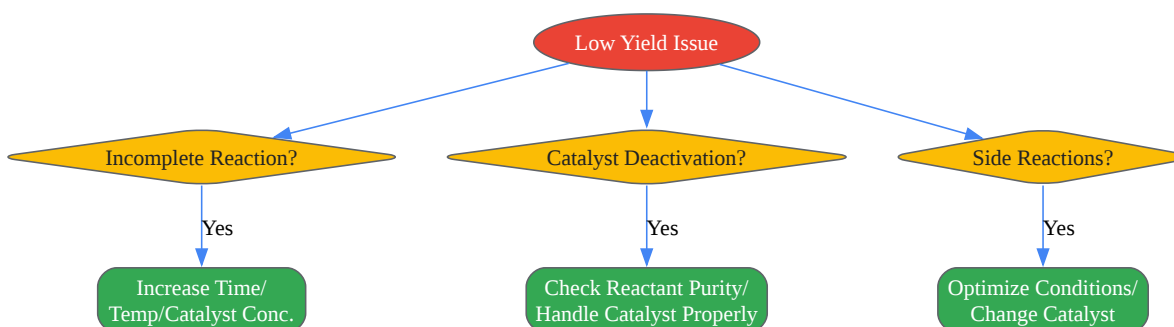 Low Yield Issue
Incomplete Reaction?
Catalyst Deactivation?
Side Reactions?
Yes
Yes
Yes
Increase Time/
Temp/Catalyst Conc.
Check Reactant Purity/
Handle Catalyst Properly
Optimize Conditions/
Change Catalyst